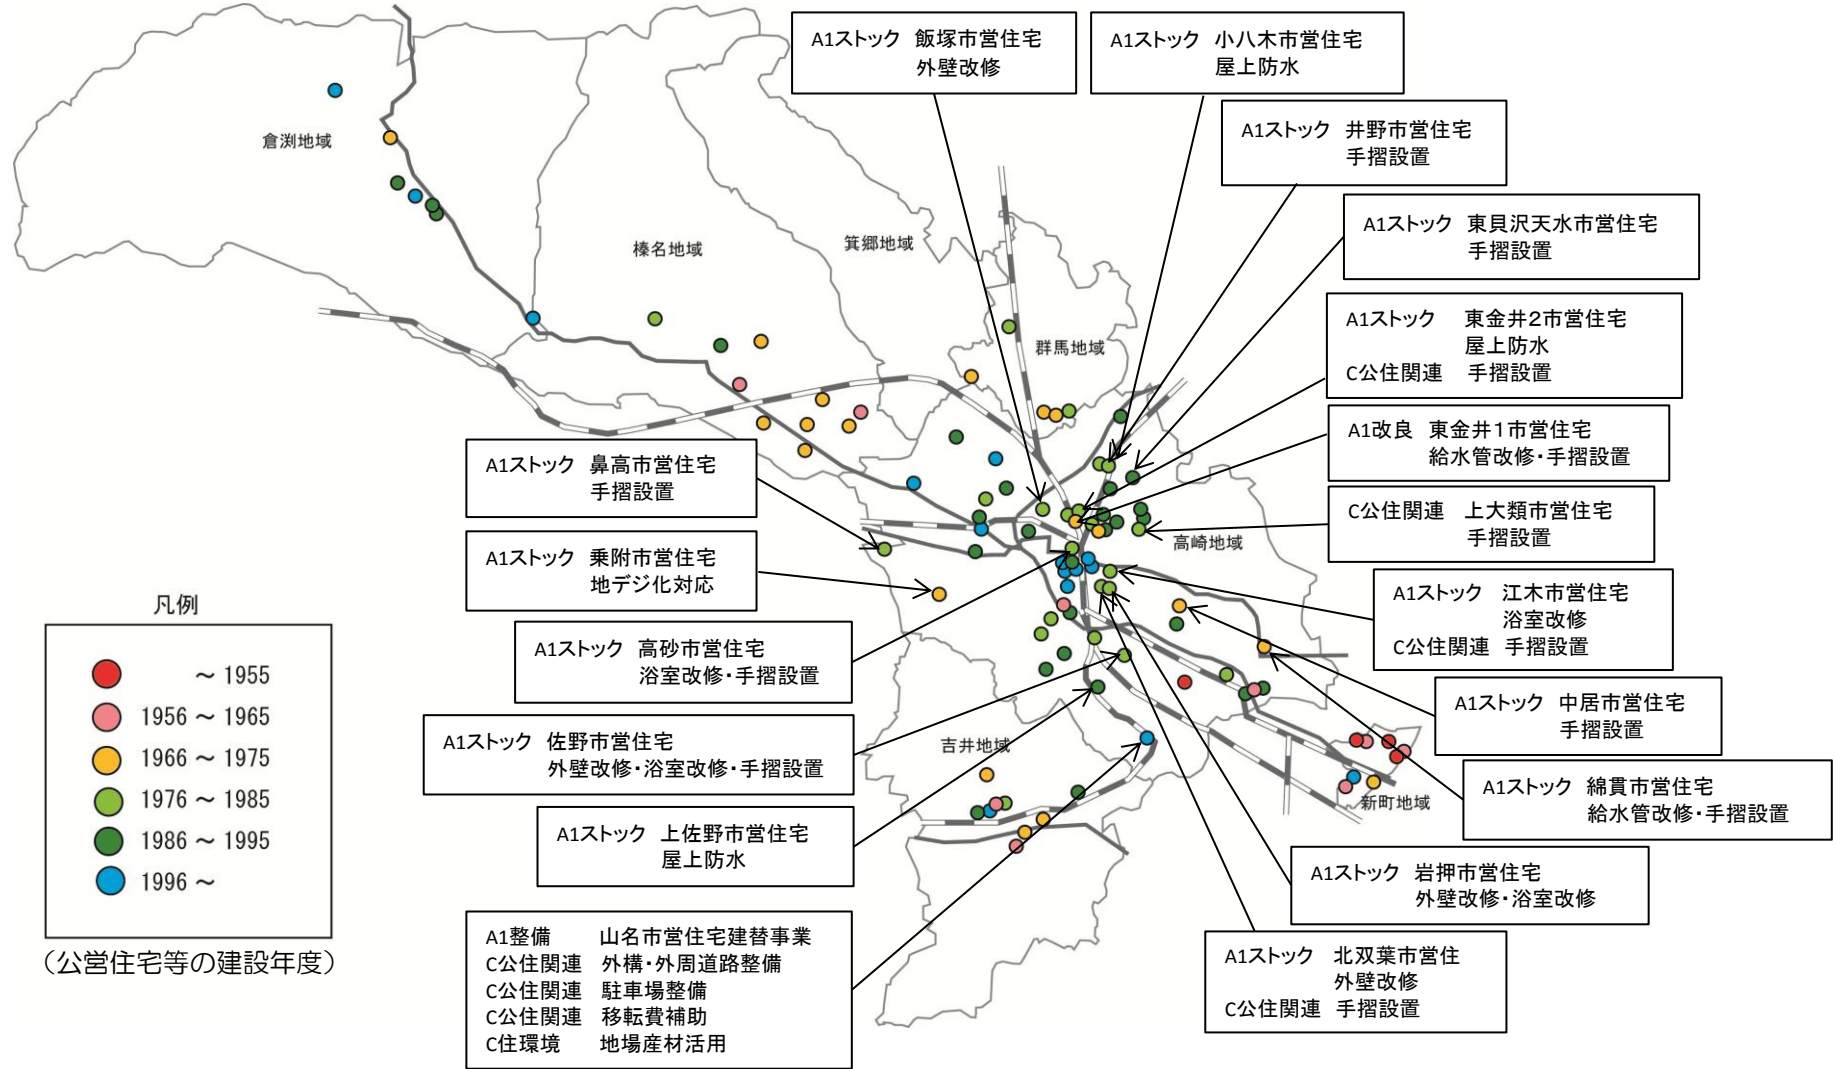 A1ストック 飯塚市営住宅
外壁改修
A1ストック 小八木市営住宅
屋上防水
A1ストック 井野市営住宅
手摺設置
A1ストック 東貝沢天水市営住宅
手摺設置
A1ストック 東金井2市営住宅
屋上防水
C公住関連 手摺設置
A1改良 東金井1市営住宅
給水管改修・手摺設置
C公住関連 上大類市営住宅
手摺設置
A1ストック 江木市営住宅
浴室改修
C公住関連 手摺設置
A1ストック 中居市営住宅
手摺設置
A1ストック 綿貫市営住宅
給水管改修・手摺設置
A1ストック 岩押市営住宅
外壁改修・浴室改修
A1ストック 北双葉市営住
外壁改修
C公住関連 手摺設置
倉渕地域
榛名地域
箕郷地域
群馬地域
高崎地域
吉井地域
新町地域
A1ストック 鼻高市営住宅
手摺設置
A1ストック 乗附市営住宅
地デジ化対応
A1ストック 高砂市営住宅
浴室改修・手摺設置
A1ストック 佐野市営住宅
外壁改修・浴室改修・手摺設置
A1ストック 上佐野市営住宅
屋上防水
A1整備 山名市営住宅建替事業
C公住関連 外構・外周道路整備
C公住関連 駐車場整備
C公住関連 移転費補助
C住環境 地場産材活用
凡例
～1955
1956～1965
1966～1975
1976～1985
1986～1995
1996～
（公営住宅等の建設年度）